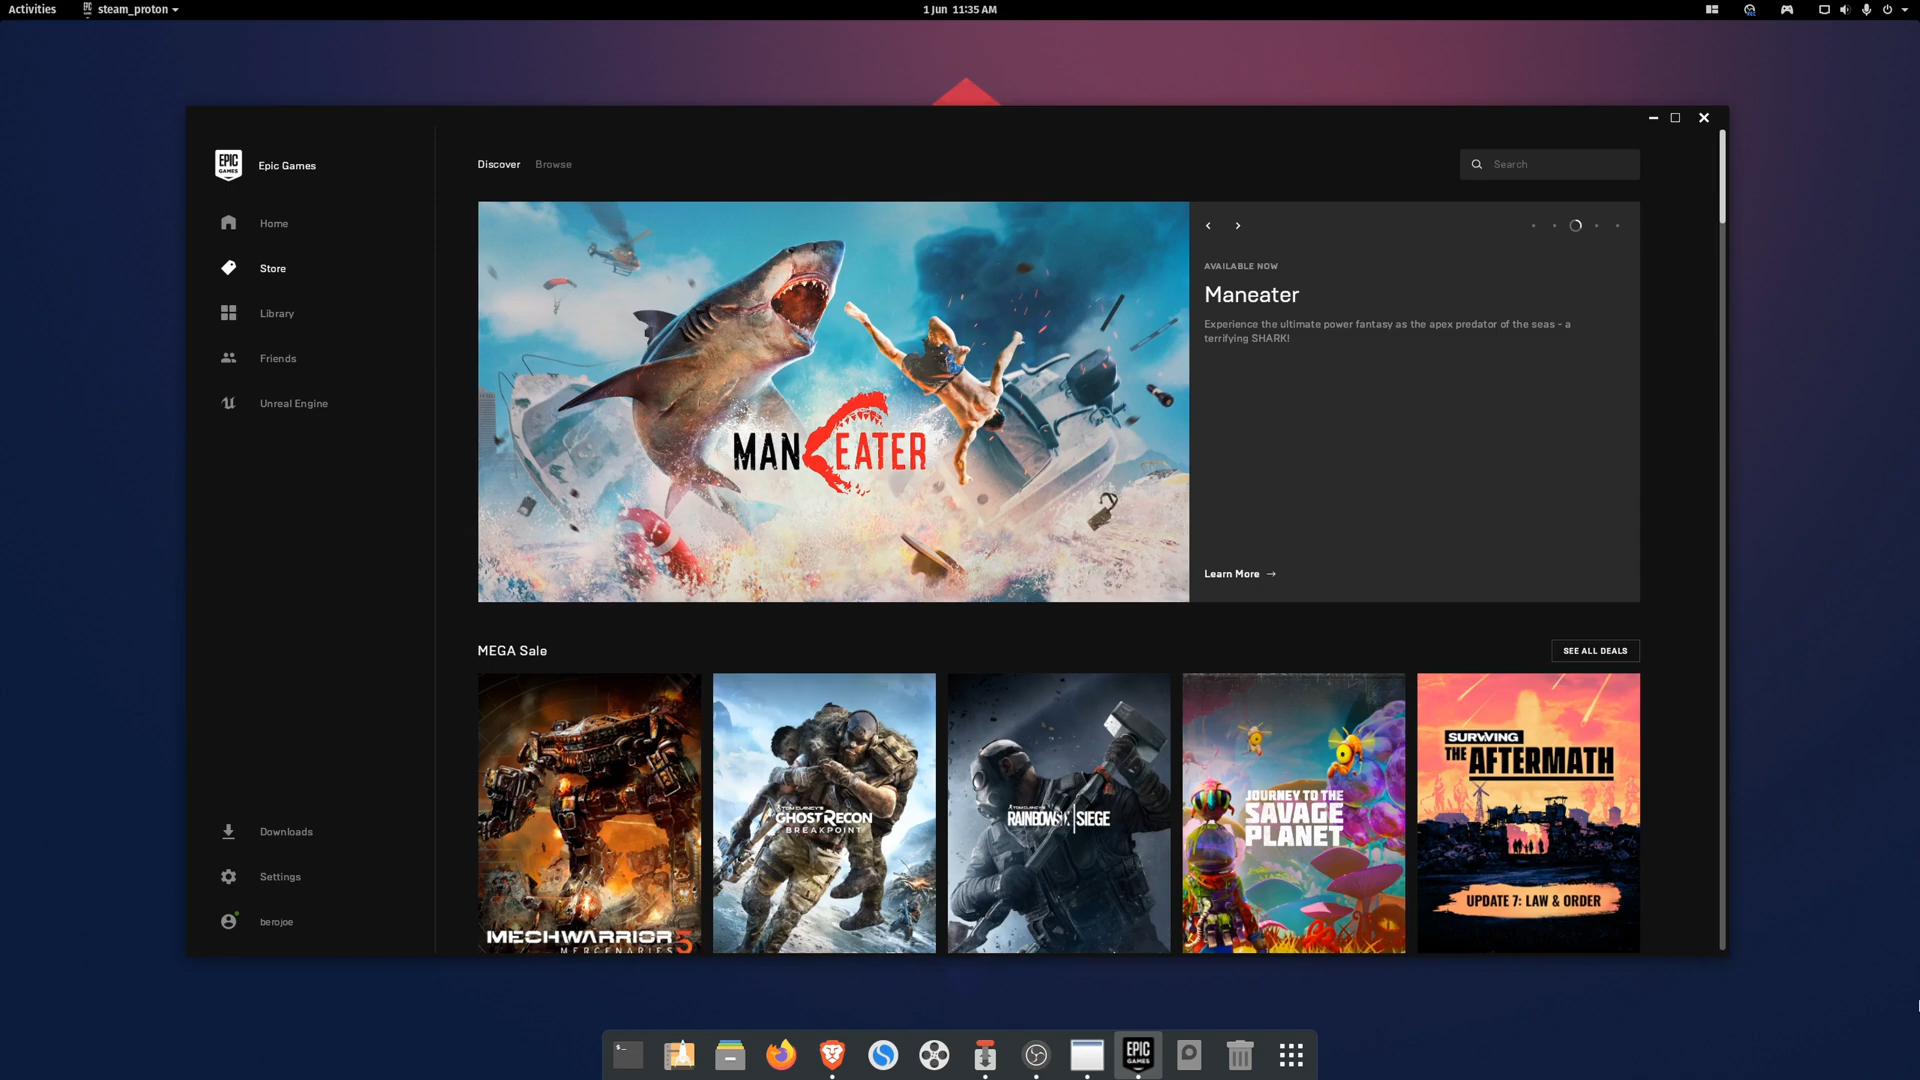 Activities
steam_proton
1 Jun 11:35 AM
EPIC
GAMES
Epic Games
Home
Store
Library
Friends
Unreal Engine
Downloads
Settings
berojoe
Discover
Browse
Search
MANEATER
AVAILABLE NOW
Maneater
Experience the ultimate power fantasy as the apex predator of the seas - a
terrifying SHARK!
Learn More →
MEGA Sale
SEE ALL DEALS
MECHWARRIOR 5
MERCENARIES
TOM CLANCY'S
GHOST RECON
BREAKPOINT
TOM CLANCY'S
RAINBOW SIX | SIEGE
JOURNEY TO THE
SAVAGE
PLANET
SURVIVING
THE AFTERMATH
UPDATE 7: LAW & ORDER
$_
EPIC
GAMES